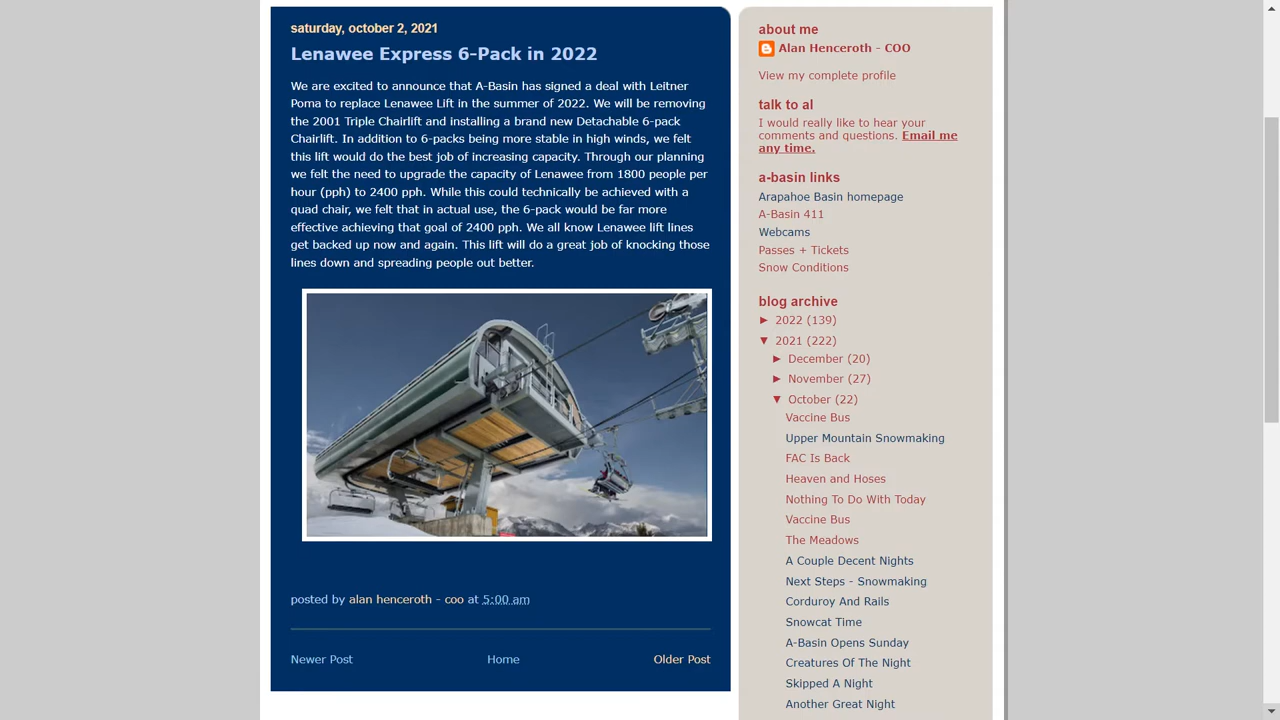 saturday, october 2, 2021
Lenawee Express 6-Pack in 2022
We are excited to announce that A-Basin has signed a deal with Leitner
Poma to replace Lenawee Lift in the summer of 2022. We will be removing
the 2001 Triple Chairlift and installing a brand new Detachable 6-pack
Chairlift. In addition to 6-packs being more stable in high winds, we felt
this lift would do the best job of increasing capacity. Through our planning
we felt the need to upgrade the capacity of Lenawee from 1800 people per
hour (pph) to 2400 pph. While this could technically be achieved with a
quad chair, we felt that in actual use, the 6-pack would be far more
effective achieving that goal of 2400 pph. We all know Lenawee lift lines
get backed up now and again. This lift will do a great job of knocking those
lines down and spreading people out better.
posted by alan henceroth - coo at 5:00 am
Newer Post
Home
Older Post
about me
Alan Henceroth - COO
View my complete profile
talk to al
I would really like to hear your
comments and questions. Email me
any time.
a-basin links
Arapahoe Basin homepage
A-Basin 411
Webcams
Passes + Tickets
Snow Conditions
blog archive
► 2022 (139)
▼ 2021 (222)
► December (20)
► November (27)
▼ October (22)
Vaccine Bus
Upper Mountain Snowmaking
FAC Is Back
Heaven and Hoses
Nothing To Do With Today
Vaccine Bus
The Meadows
A Couple Decent Nights
Next Steps - Snowmaking
Corduroy And Rails
Snowcat Time
A-Basin Opens Sunday
Creatures Of The Night
Skipped A Night
Another Great Night